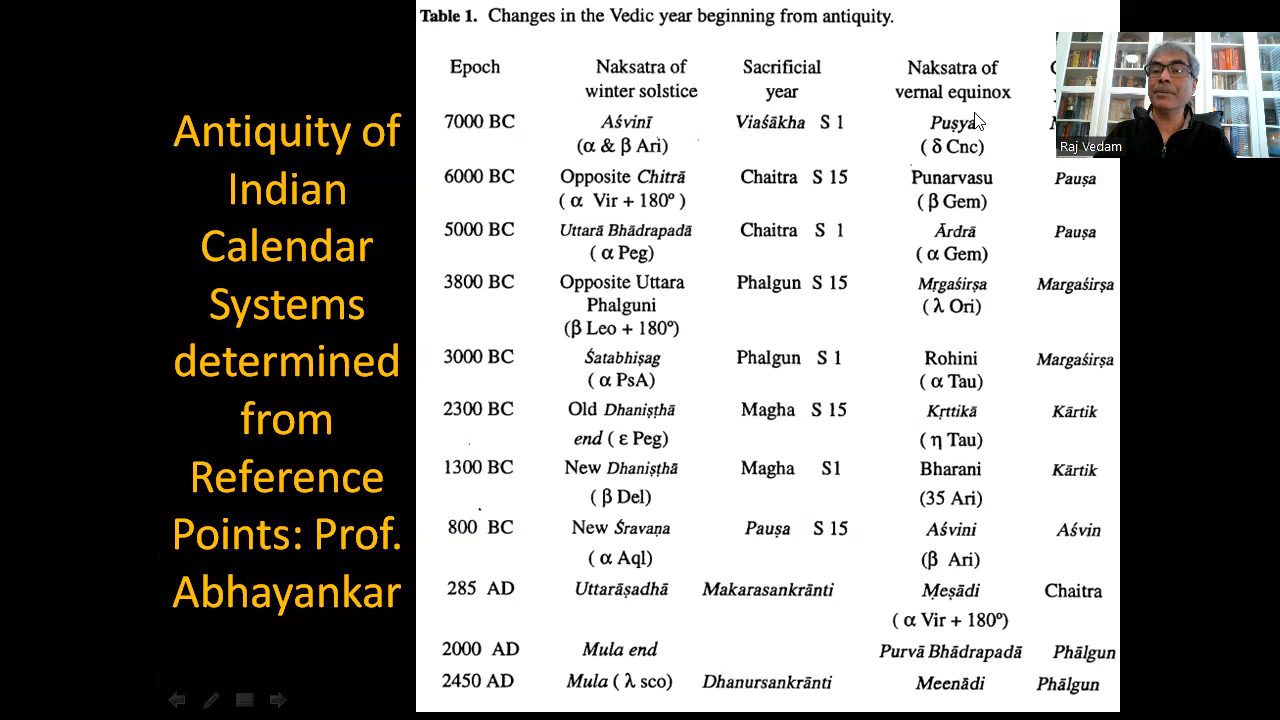 Antiquity of
Indian
Calendar
Systems
determined
from
Reference
Points: Prof.
Abhayankar
Table 1. Changes in the Vedic year beginning from antiquity.
Epoch Naksatra of winter solstice Sacrificial year Naksatra of vernal equinox
7000 BC Aśvinī Viaśākha S 1 Puṣya
(α & β Ari) (δ Cnc)
6000 BC Opposite Chitrā Chaitra S 15 Punarvasu Pauṣa
(α Vir + 180º) (β Gem)
5000 BC Uttarā Bhādrapadā Chaitra S 1 Ārdrā Pauṣa
(α Peg) (α Gem)
3800 BC Opposite Uttara Phalgun S 15 Mṛgaśirṣa Margaśirṣa
Phalguni (λ Ori)
(β Leo + 180º)
3000 BC Śatabhiṣag Phalgun S 1 Rohini Margaśirṣa
(α PsA) (α Tau)
2300 BC Old Dhaniṣṭhā Magha S 15 Kṛttikā Kārtik
end (ε Peg) (η Tau)
1300 BC New Dhaniṣṭhā Magha S1 Bharani Kārtik
(β Del) (35 Ari)
800 BC New Śravaṇa Pauṣa S 15 Aśvini Aśvin
(α Aql) (β Ari)
285 AD Uttarāṣadhā Makarasankrānti Ṃeṣādi Chaitra
(α Vir + 180º)
2000 AD Mula end Purvā Bhādrapadā Phālgun
2450 AD Mula (λ sco) Dhanursankrānti Meenādi Phālgun
Raj Vedam